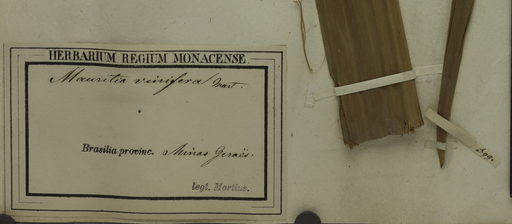 HERBARIUM REGIUM MONACENSE.
Mauritia vinifera Mart.
Brasilia provinc. Minas Geraës.
legt. Martius.